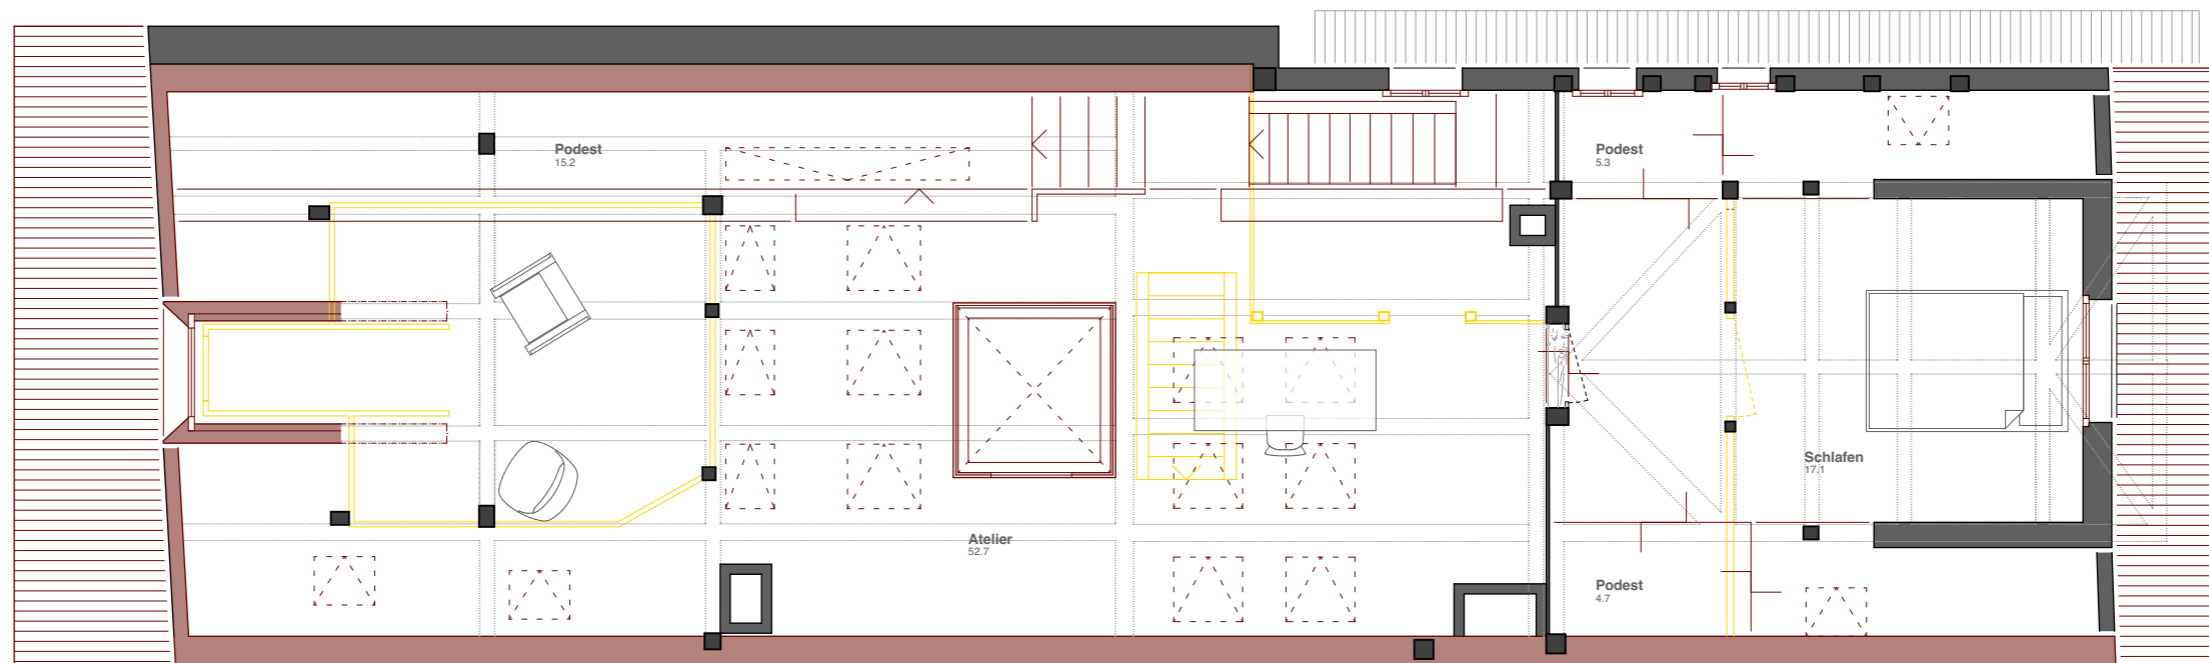 Podest
15.2
Podest
5.3
Schlafen
17.1
Atelier
52.7
Podest
4.7